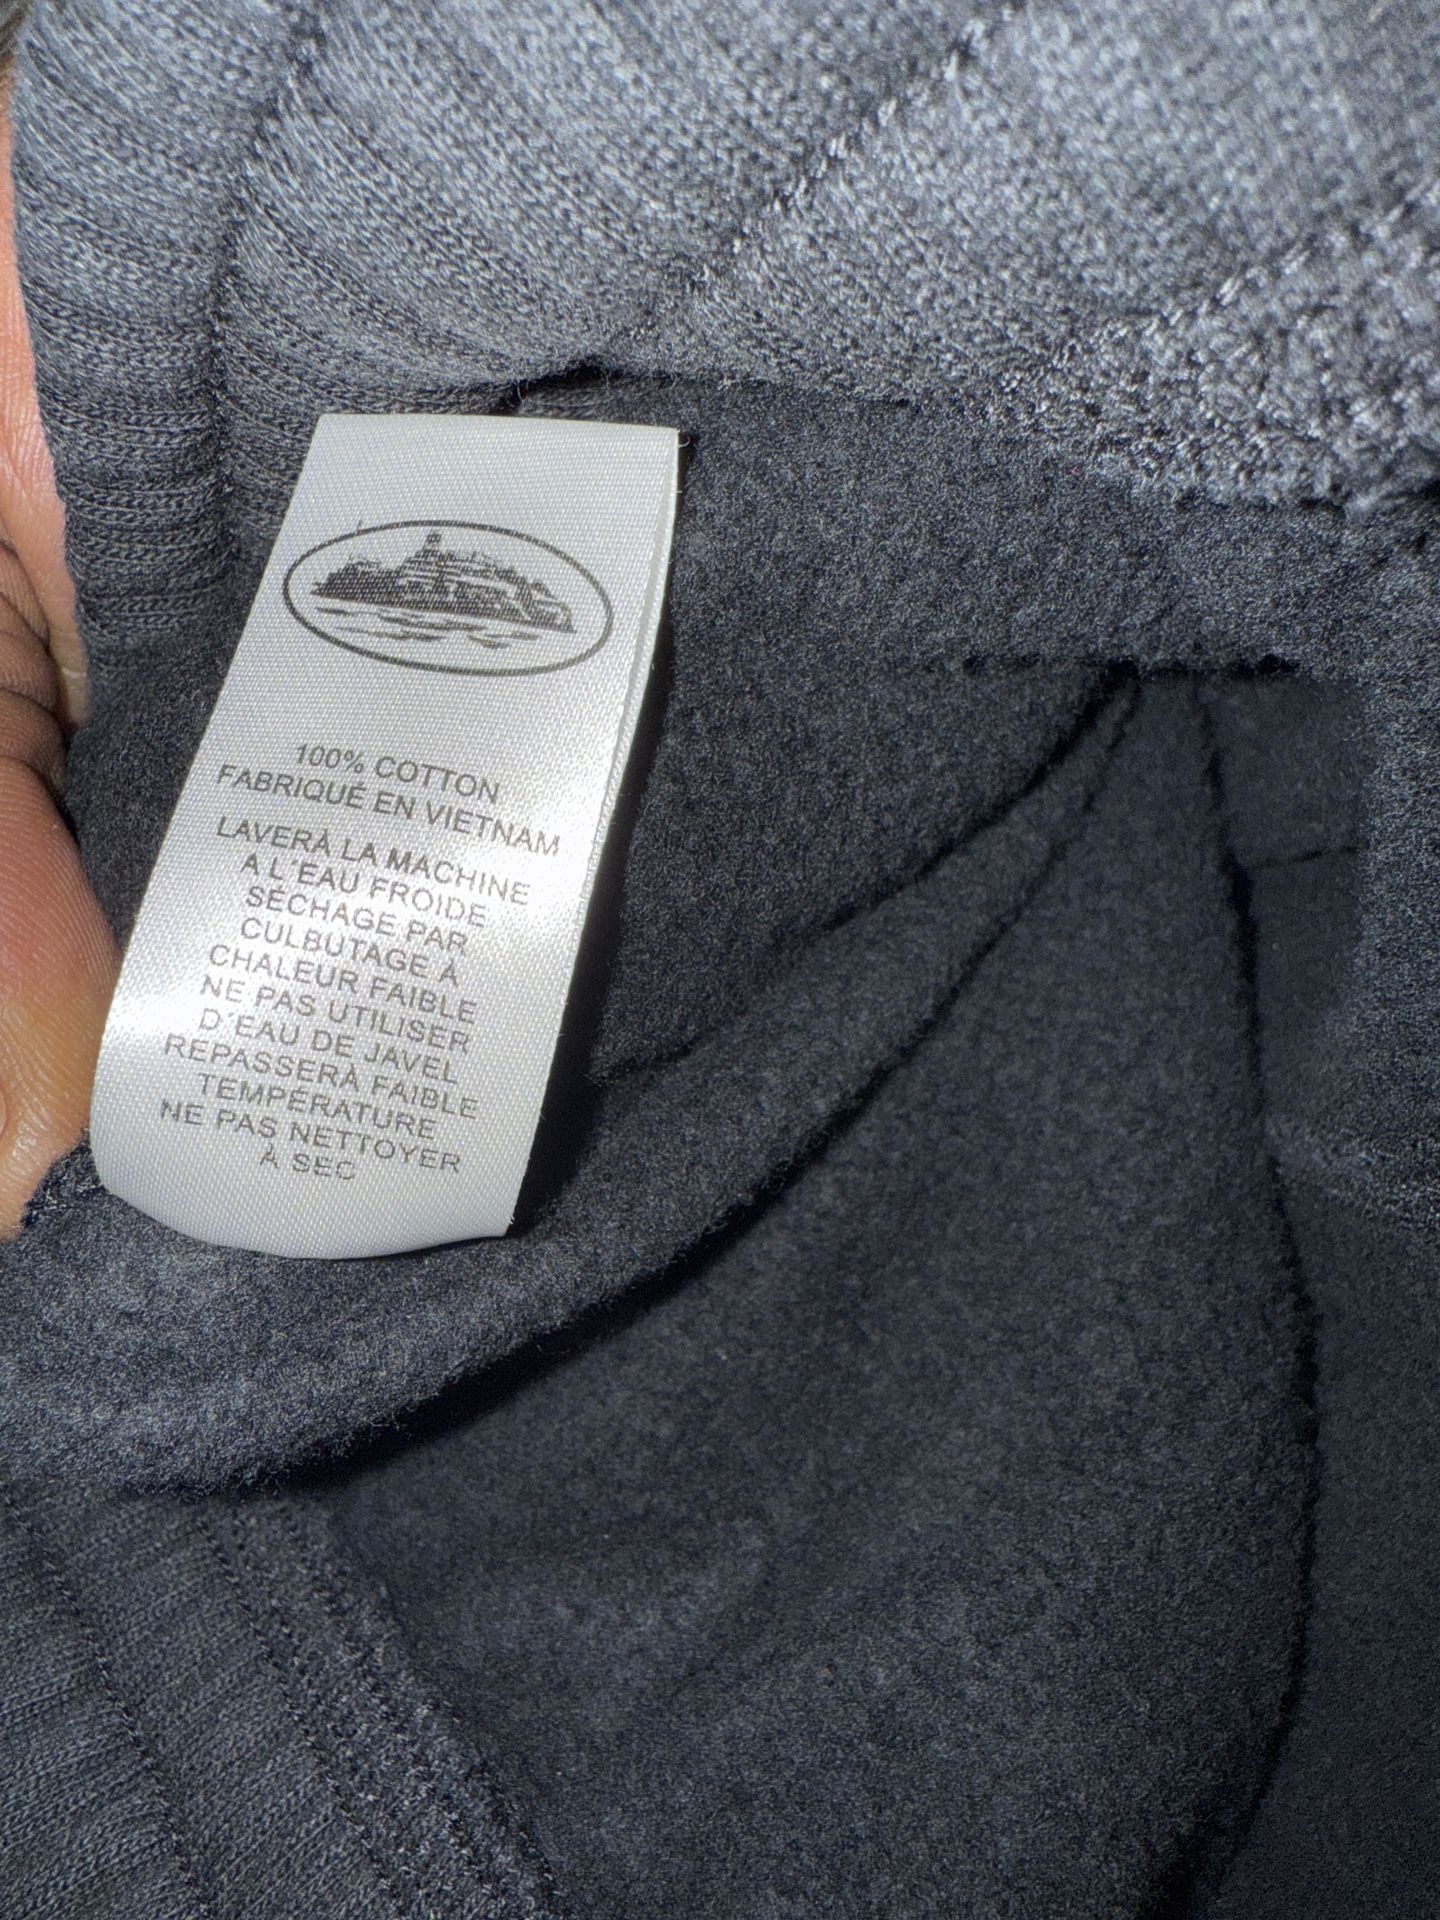 100% COTTON
FABRIQUÉ EN VIETNAM
LAVERÀ LA MACHINE
A L'EAU FROIDE
SÉCHAGE PAR
CULBUTAGE À
CHALEUR FAIBLE
NE PAS UTILISER
D'EAU DE JAVEL
REPASSERÀ FAIBLE
TEMPÉRATURE
NE PAS NETTOYER
À SEC